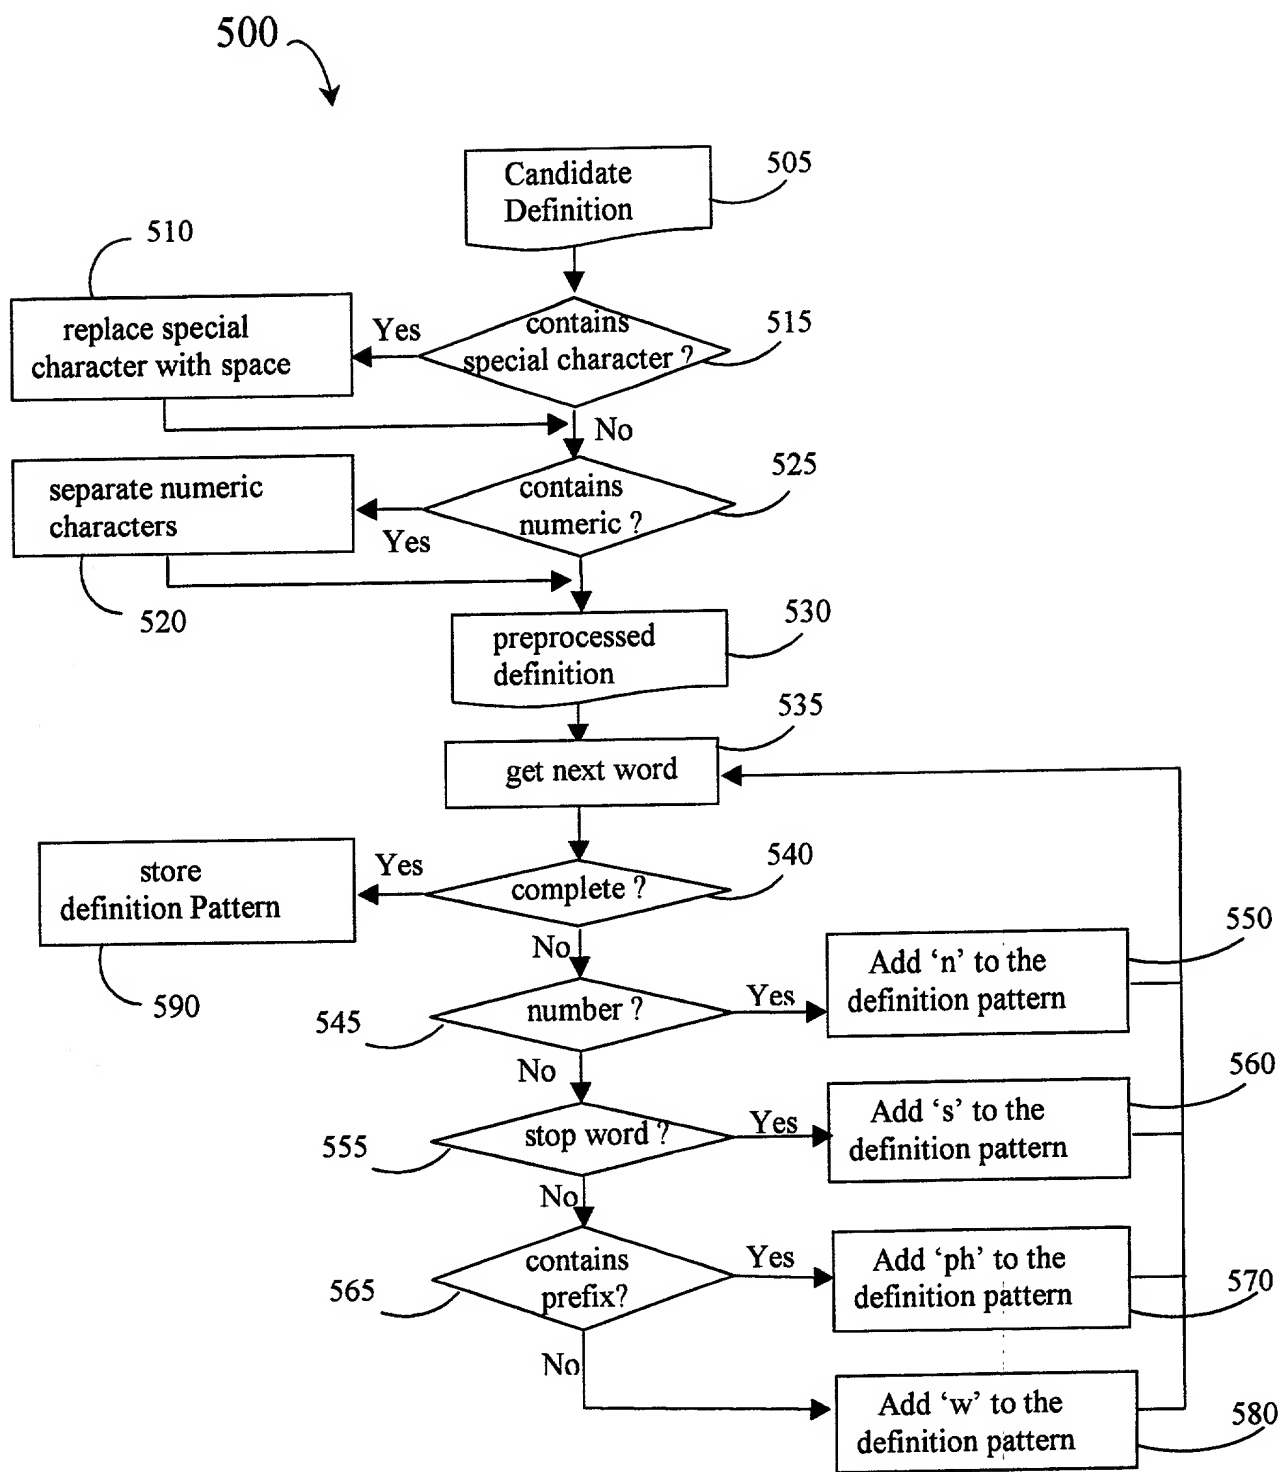 500
Candidate
Definition
505
510
replace special
character with space
Yes
contains
special character ?
515
No
separate numeric
characters
520
Yes
contains
numeric ?
525
preprocessed
definition
530
get next word
535
store
definition Pattern
590
Yes
complete ?
540
No
number ?
545
Yes
Add ‘n’ to the
definition pattern
550
No
stop word ?
555
Yes
Add ‘s’ to the
definition pattern
560
No
contains
prefix?
565
Yes
Add ‘ph’ to the
definition pattern
570
No
Add ‘w’ to the
definition pattern
580